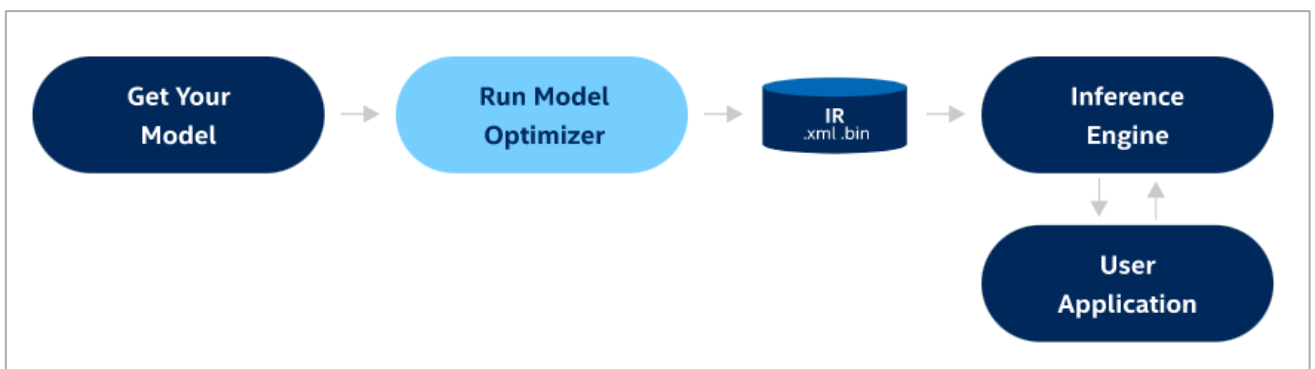 Get Your
Model
Run Model
Optimizer
IR
.xml .bin
Inference
Engine
User
Application